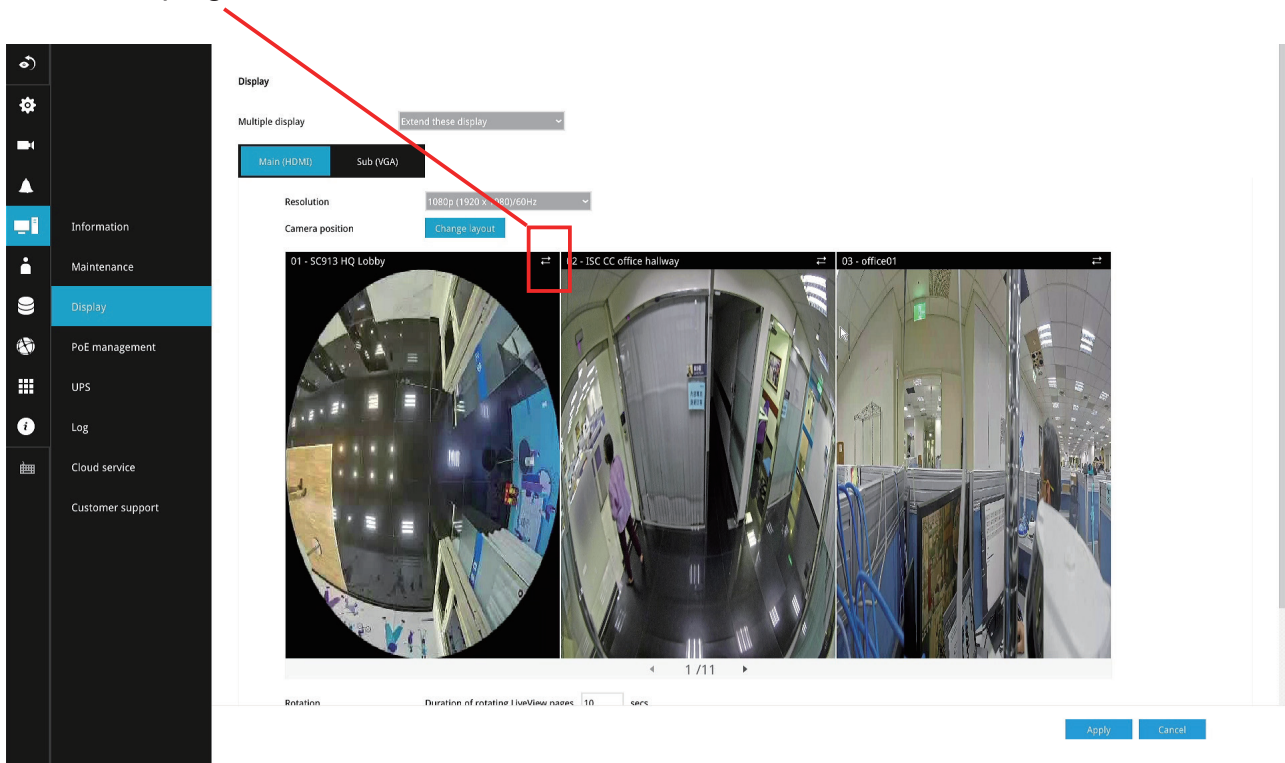 Display
Multiple display
Extend these display
Main (HDMI)
Sub (VGA)
Resolution
1080p (1920 x 1080)/60Hz
Camera position
Change layout
Information
Maintenance
Display
PoE management
UPS
Log
Cloud service
Customer support
01 - SC913 HQ Lobby
02 - ISC CC office hallway
03 - office01
1 /11
Rotation
Duration of rotating LiveView pages 10 secs
Apply
Cancel